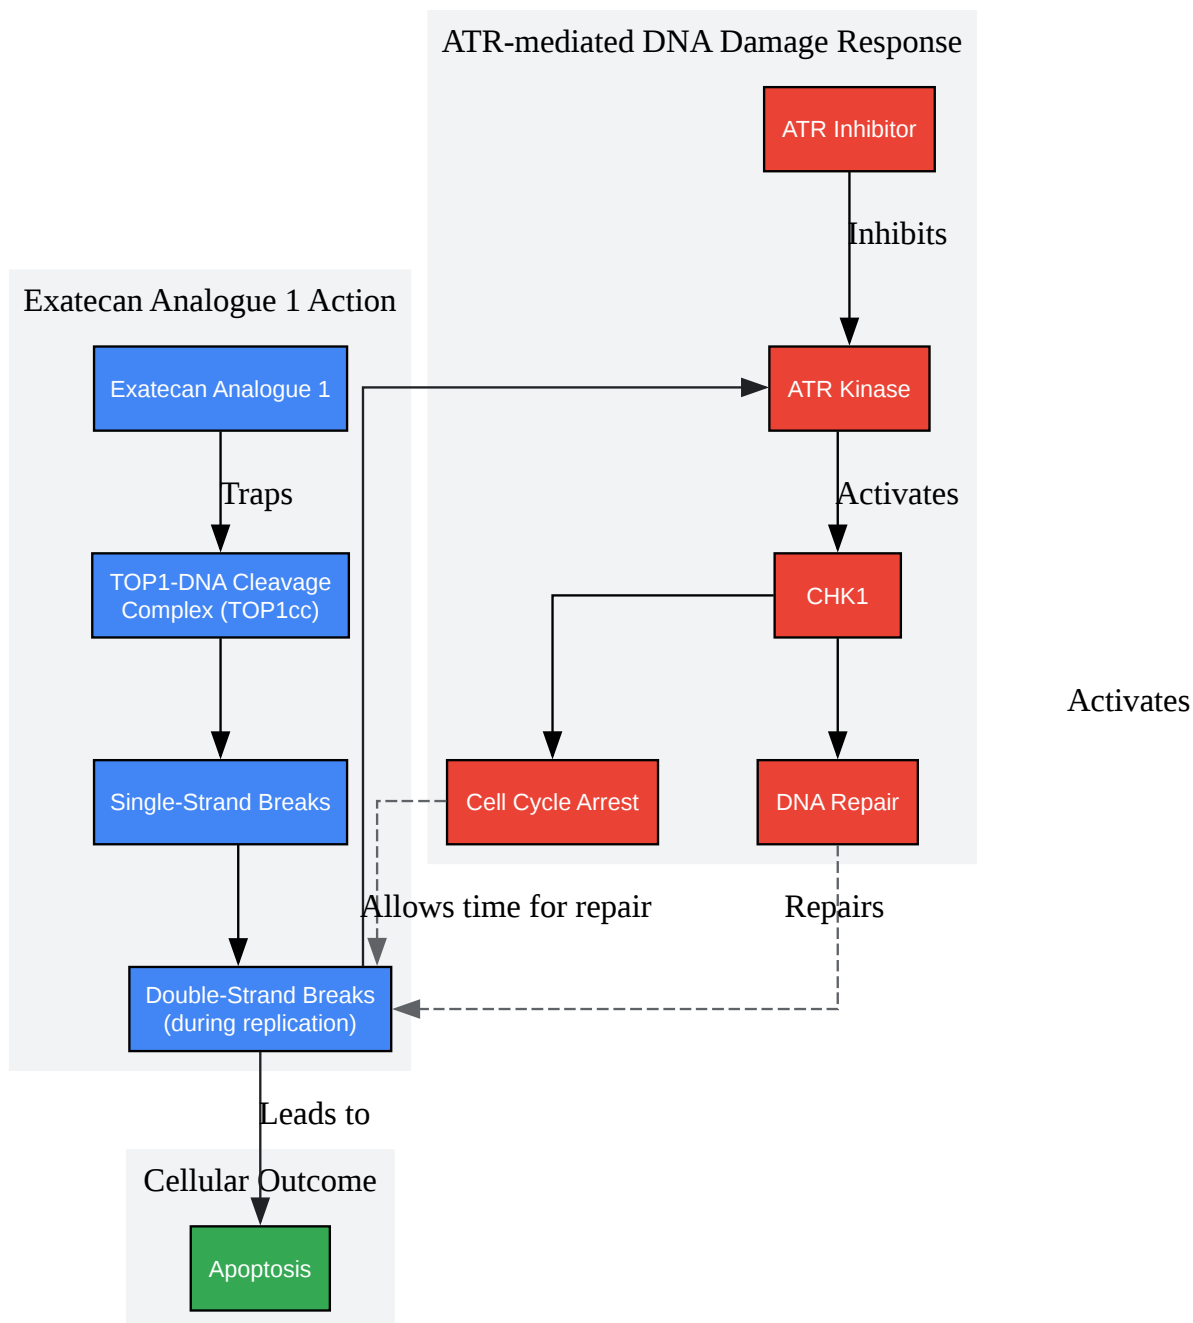 ATR-mediated DNA Damage Response
ATR Inhibitor
Inhibits
Exatecan Analogue 1 Action
Exatecan Analogue 1
ATR Kinase
Traps
Activates
TOP1-DNA Cleavage
Complex (TOP1cc)
CHK1
Activates
Single-Strand Breaks
Cell Cycle Arrest
DNA Repair
Allows time for repair
Repairs
Double-Strand Breaks
(during replication)
Leads to
Cellular Outcome
Apoptosis